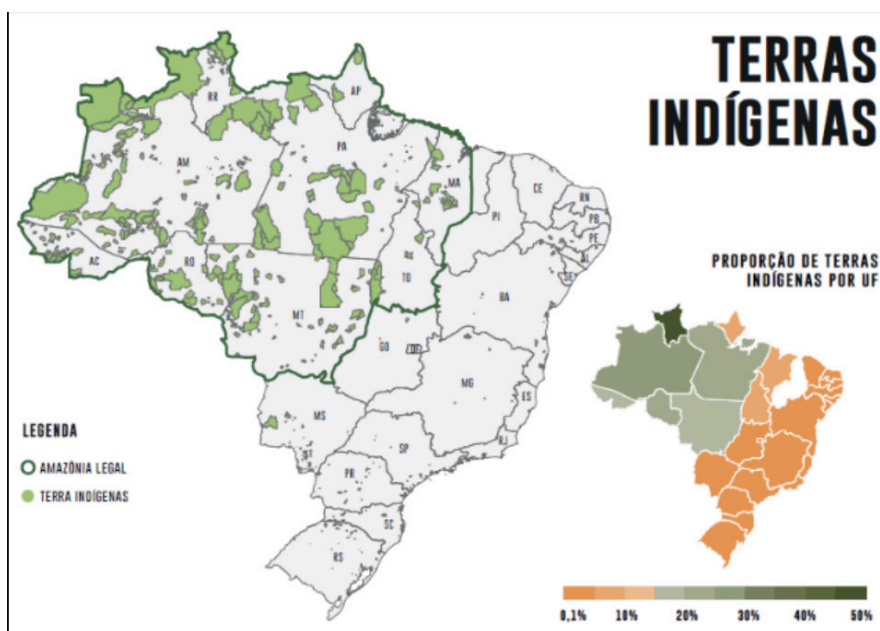 TERRAS
INDÍGENAS
RR
AP
AM
PA
MA
CE
RN
PB
PE
AL
SE
PI
AC
RO
TO
BA
MT
GO
DF
MG
ES
MS
SP
RJ
PR
SC
RS
PROPORÇÃO DE TERRAS
INDÍGENAS POR UF
LEGENDA
AMAZÔNIA LEGAL
TERRA INDÍGENAS
0,1% 10% 20% 30% 40% 50%